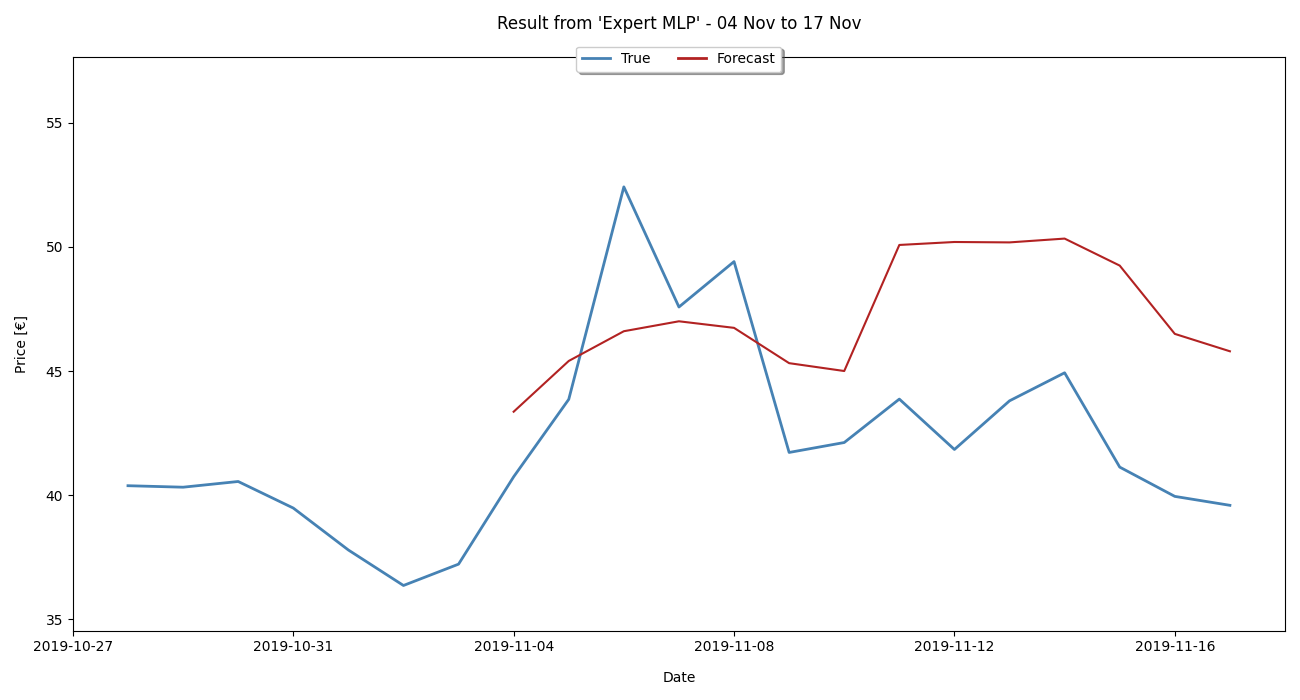 Result from 'Expert MLP' - 04 Nov to 17 Nov
True Forecast
55
50
45
40
35
Price [€]
2019-10-27 2019-10-31 2019-11-04 2019-11-08 2019-11-12 2019-11-16
Date